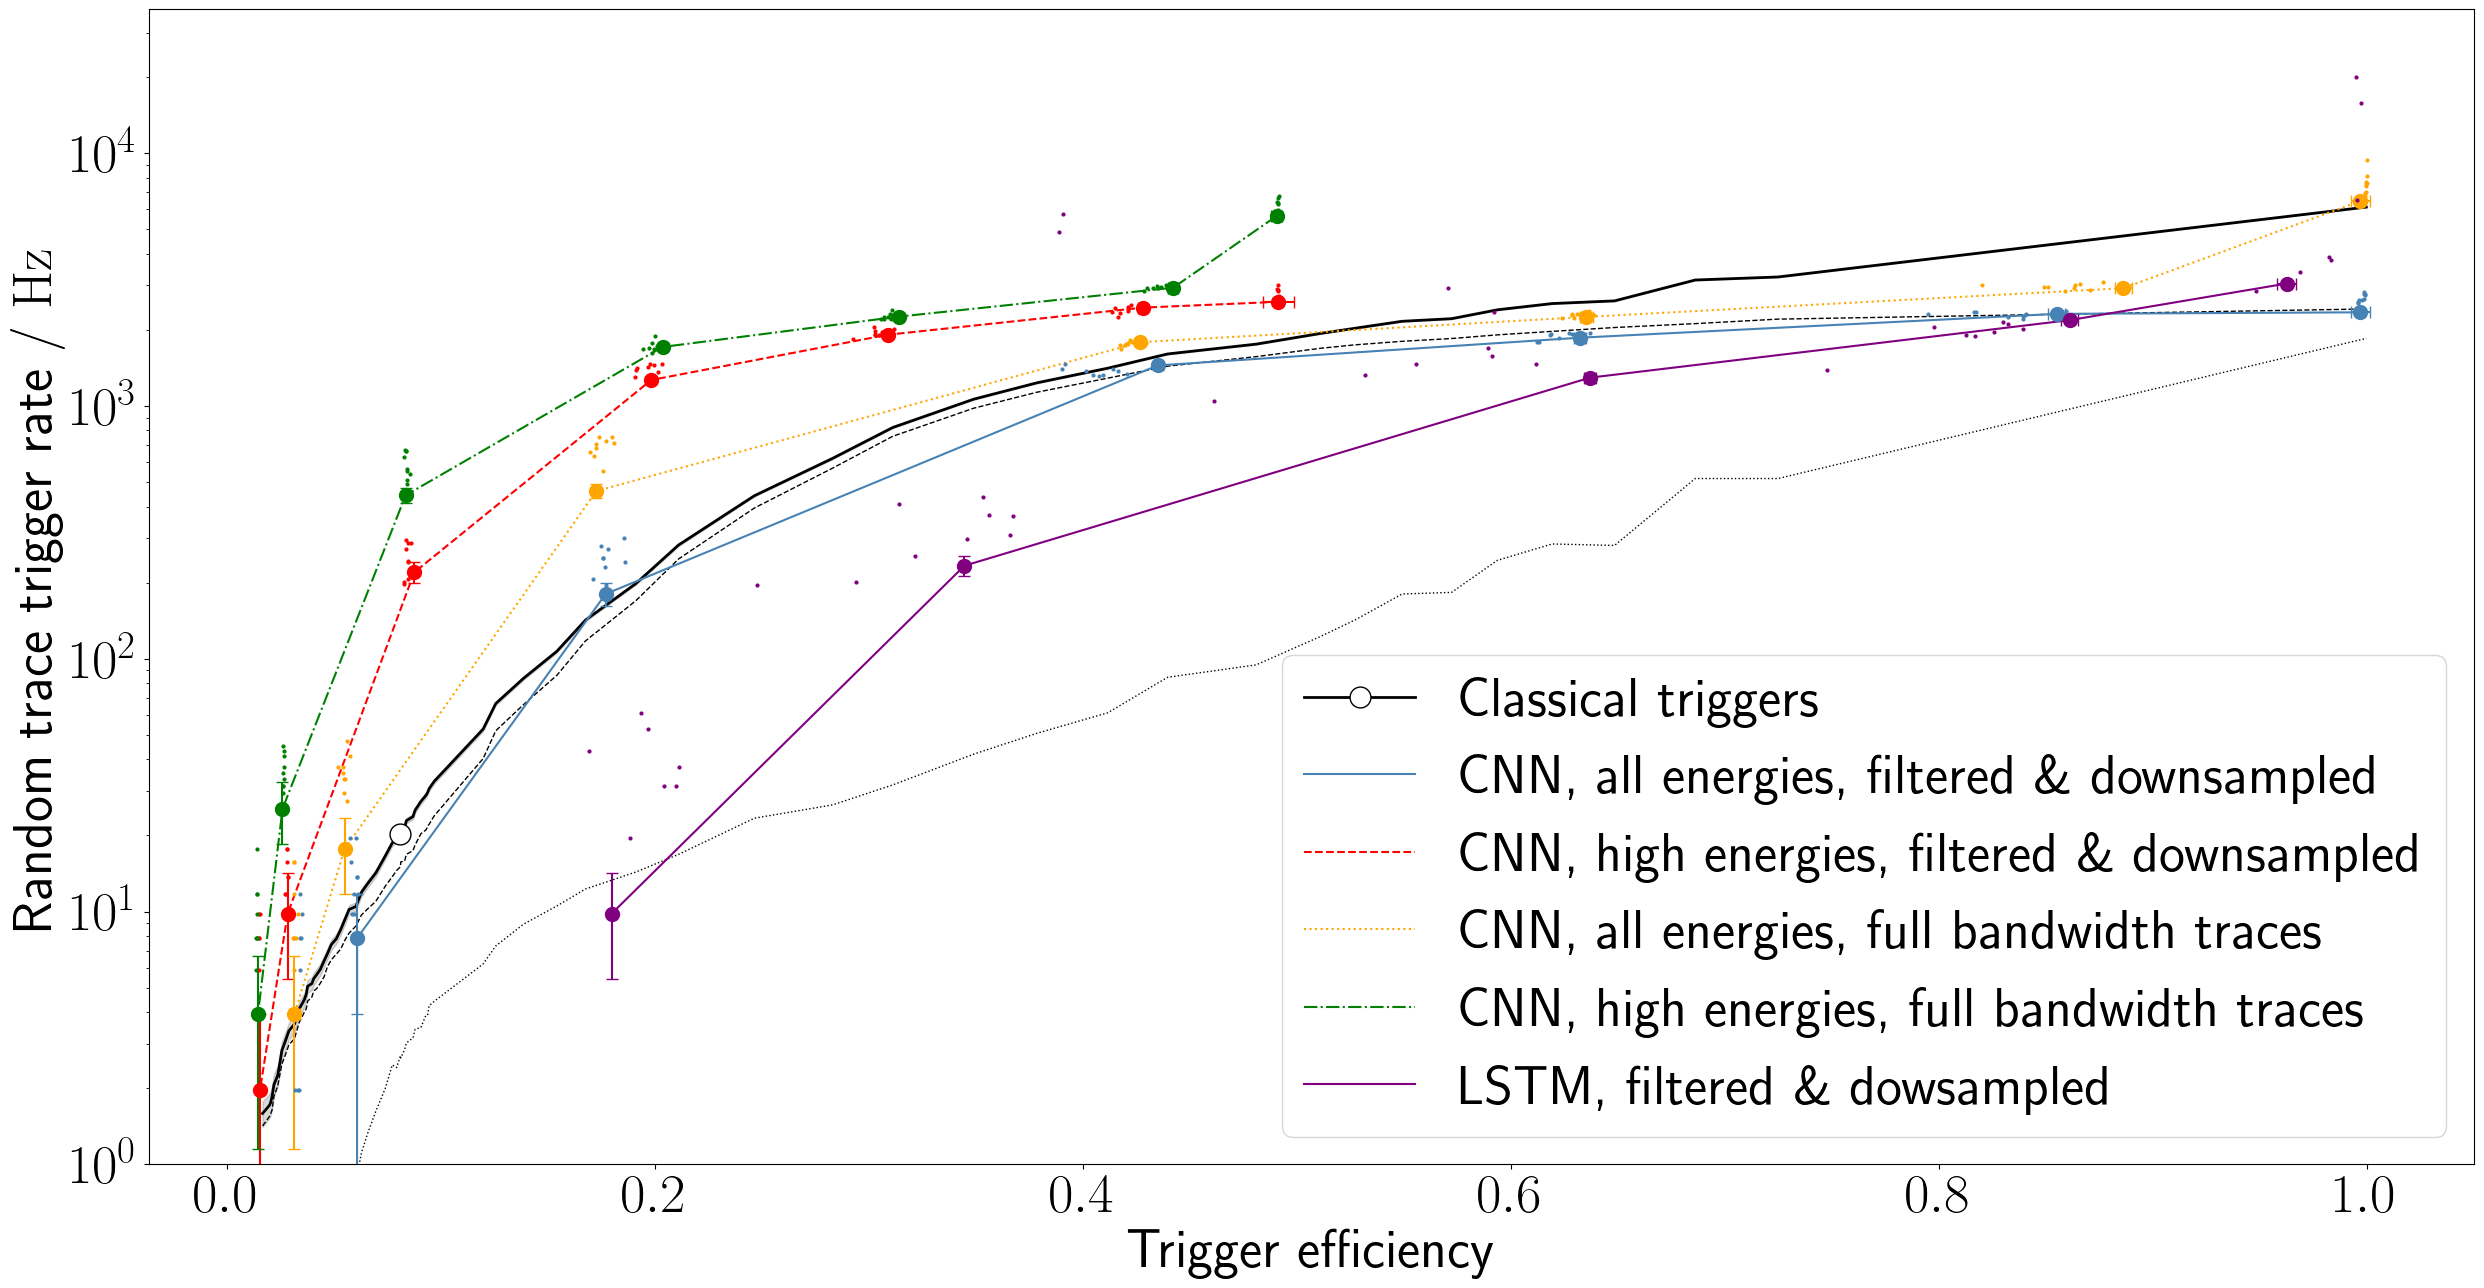 Random trace trigger rate / Hz
10^4
10^3
10^2
10^1
10^0
Classical triggers
CNN, all energies, filtered & downsampled
CNN, high energies, filtered & downsampled
CNN, all energies, full bandwidth traces
CNN, high energies, full bandwidth traces
LSTM, filtered & dowsampled
0.0 0.2 0.4 0.6 0.8 1.0
Trigger efficiency